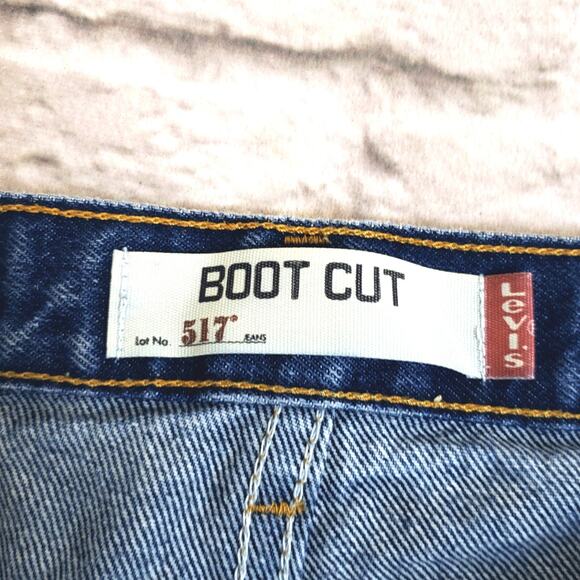 BOOT CUT
Lot No. 517® JEANS
Levi's